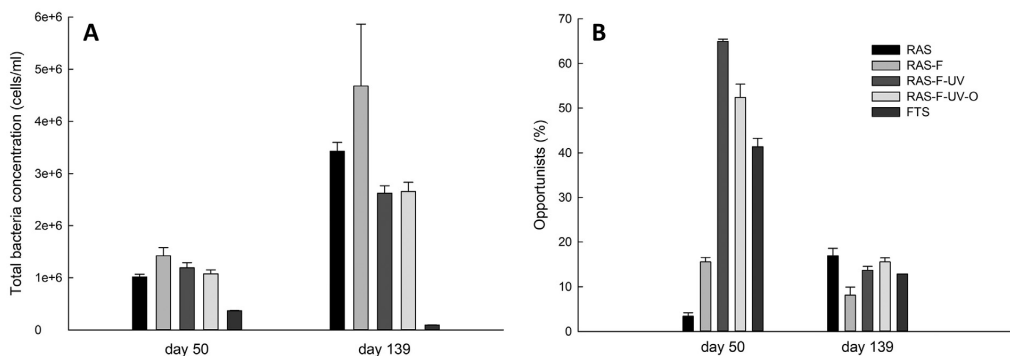 A
Total bacteria concentration (cells/ml)
6e+6
5e+6
4e+6
3e+6
2e+6
1e+6
0
day 50
day 139
B
Opportunists (%)
70
60
50
40
30
20
10
0
day 50
day 139
RAS
RAS-F
RAS-F-UV
RAS-F-UV-O
FTS